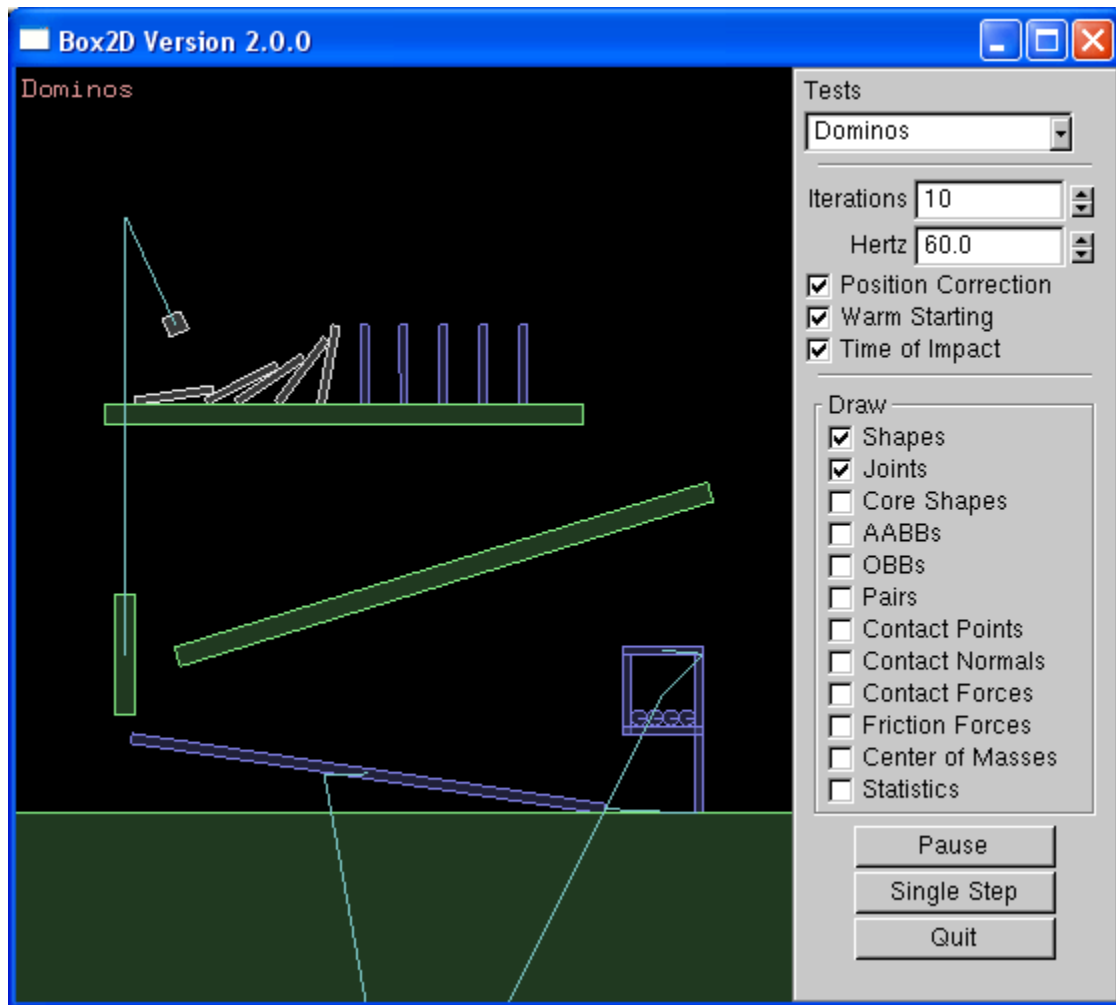 Box2D Version 2.0.0
Dominos
Tests
Dominos
Iterations 10
Hertz 60.0
Position Correction
Warm Starting
Time of Impact
Draw
Shapes
Joints
Core Shapes
AABBs
OBBs
Pairs
Contact Points
Contact Normals
Contact Forces
Friction Forces
Center of Masses
Statistics
Pause
Single Step
Quit